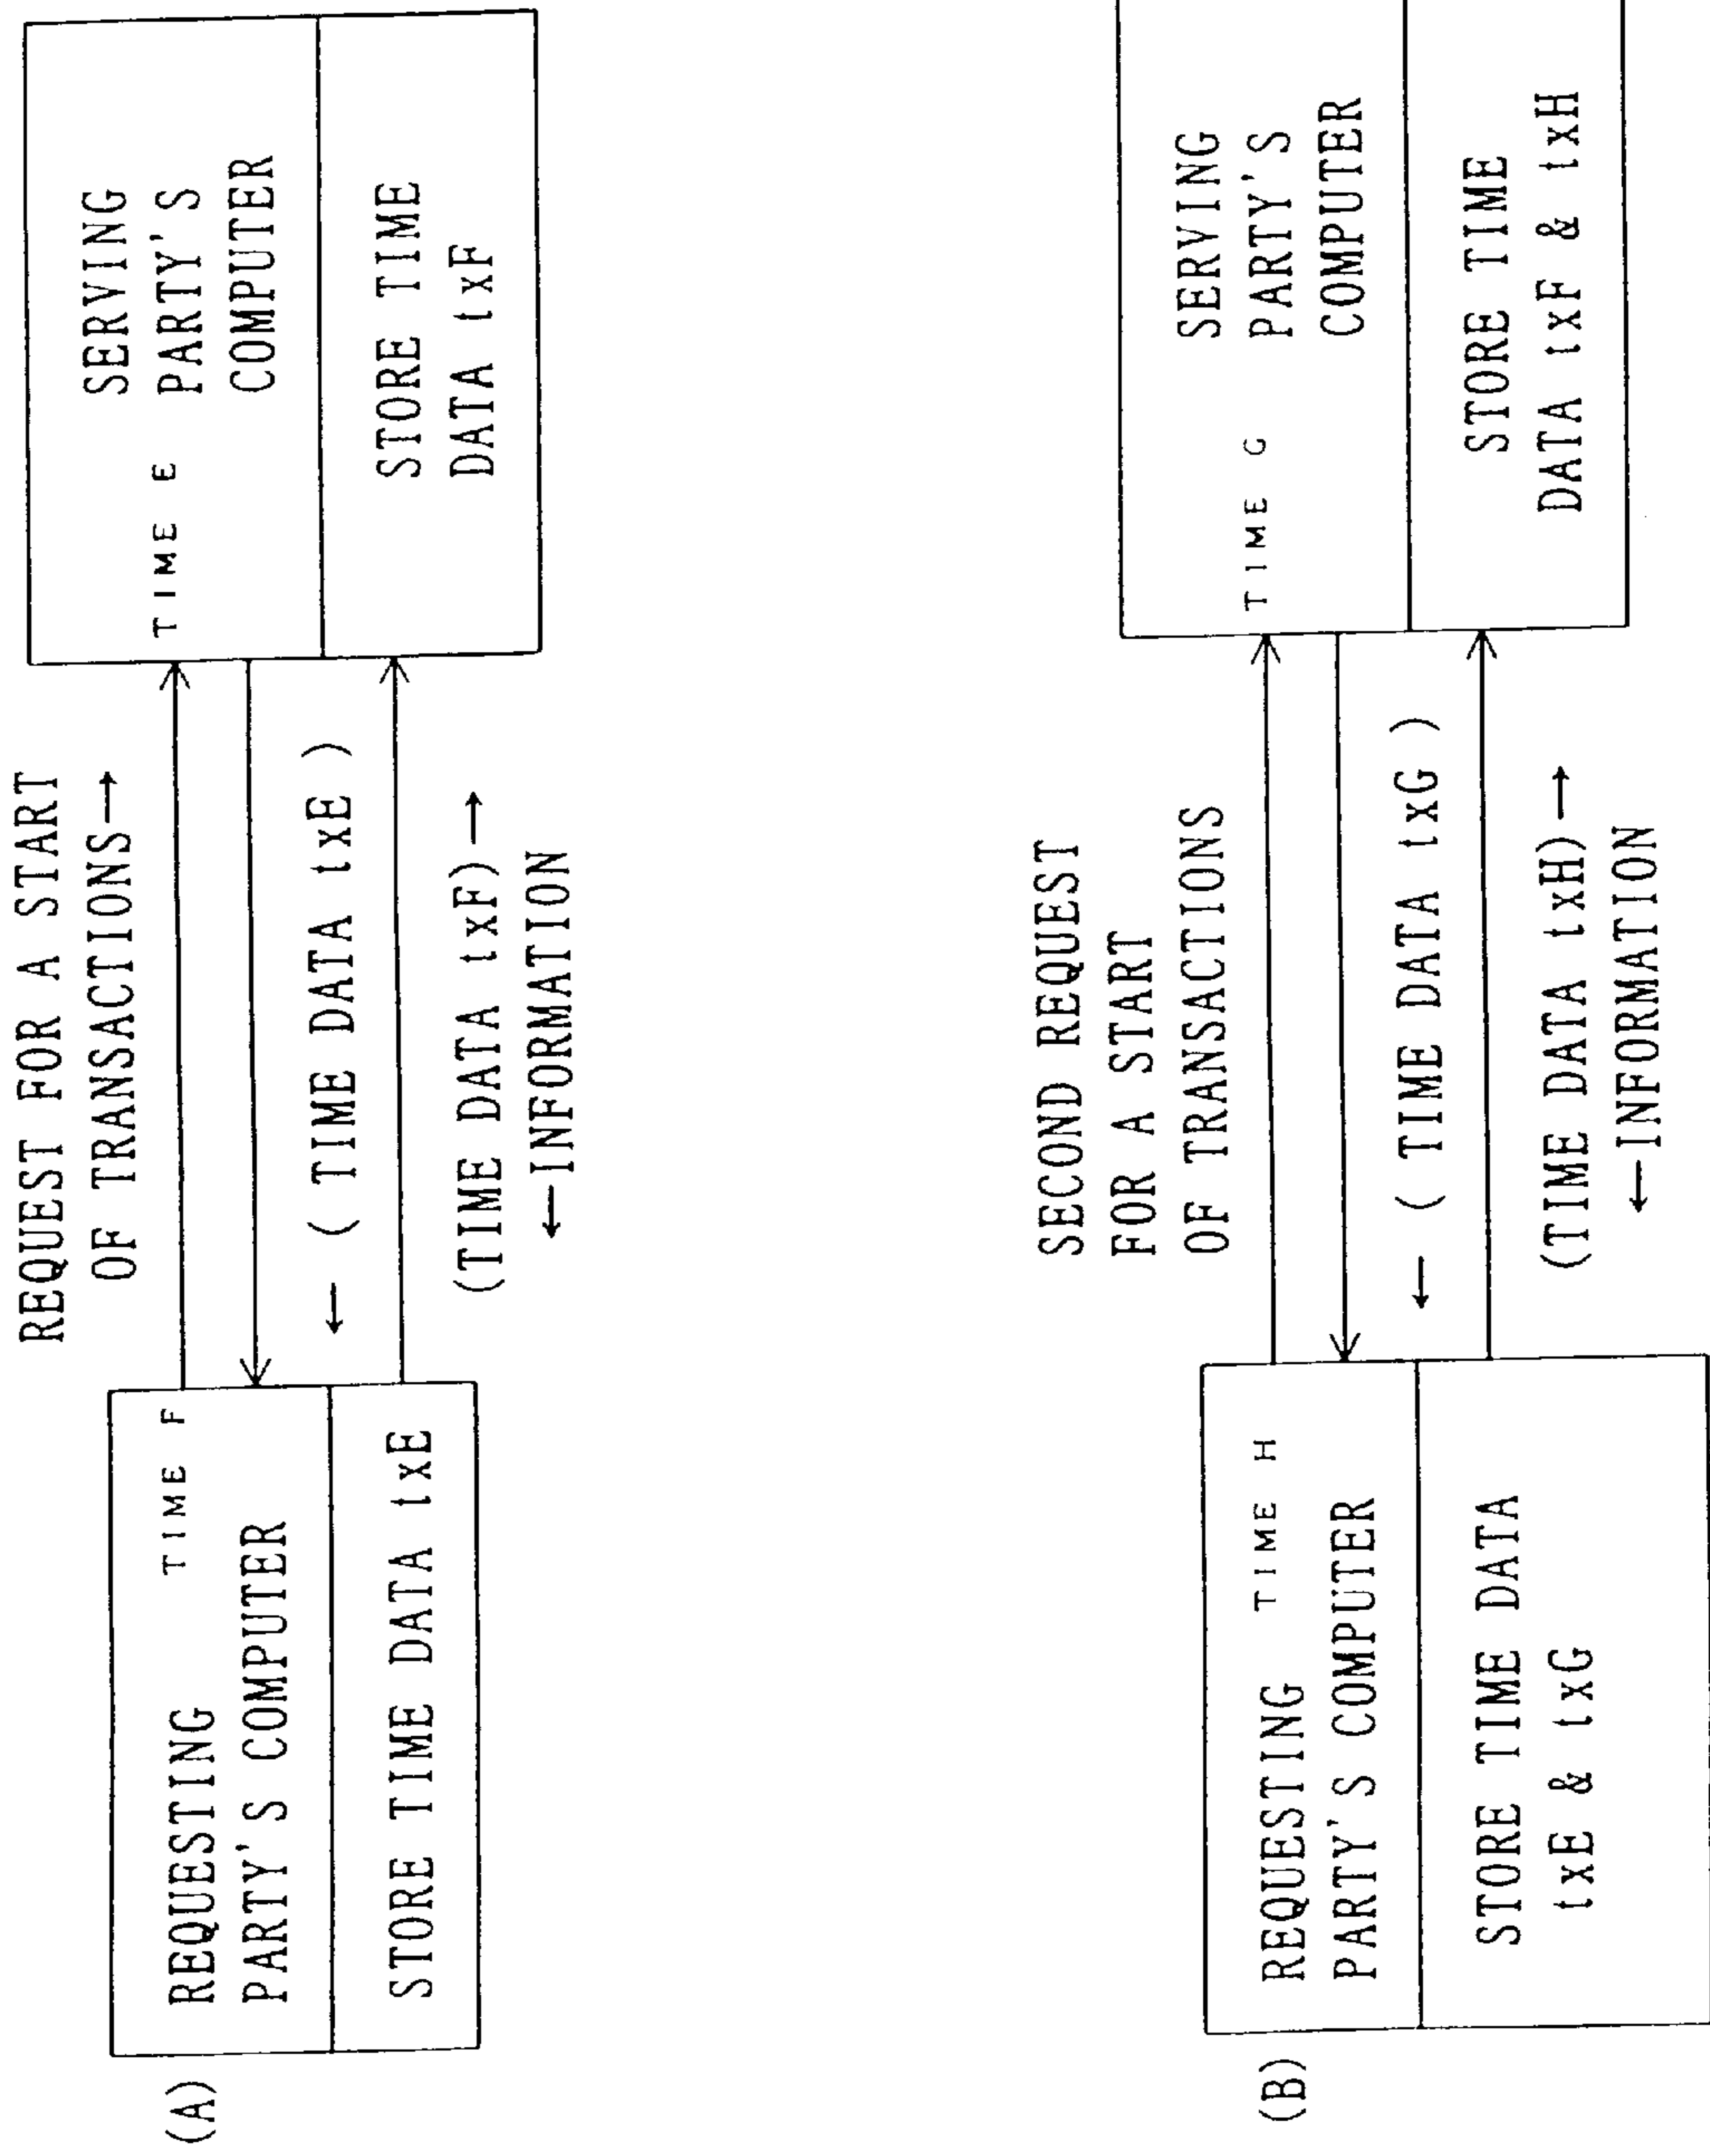 (A)
REQUESTING
PARTY'S COMPUTER
TIME F
STORE TIME DATA txE
REQUEST FOR A START
OF TRANSACTIONS→
← ( TIME DATA txE )
(TIME DATA txF)→
←INFORMATION
SERVING
TIME E PARTY'S
COMPUTER
STORE TIME
DATA txF
(B)
REQUESTING
PARTY'S COMPUTER
TIME H
STORE TIME DATA
txE & txG
SECOND REQUEST
FOR A START
OF TRANSACTIONS
← ( TIME DATA txG )
(TIME DATA txH)→
←INFORMATION
SERVING
TIME G PARTY'S
COMPUTER
STORE TIME
DATA txF & txH